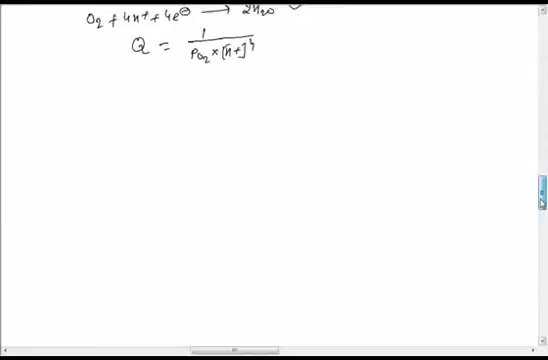 O₂ + 4H⁺ + 4e⊖ → 2H₂O
Q = 1 / (PO₂ × [H+]⁴)